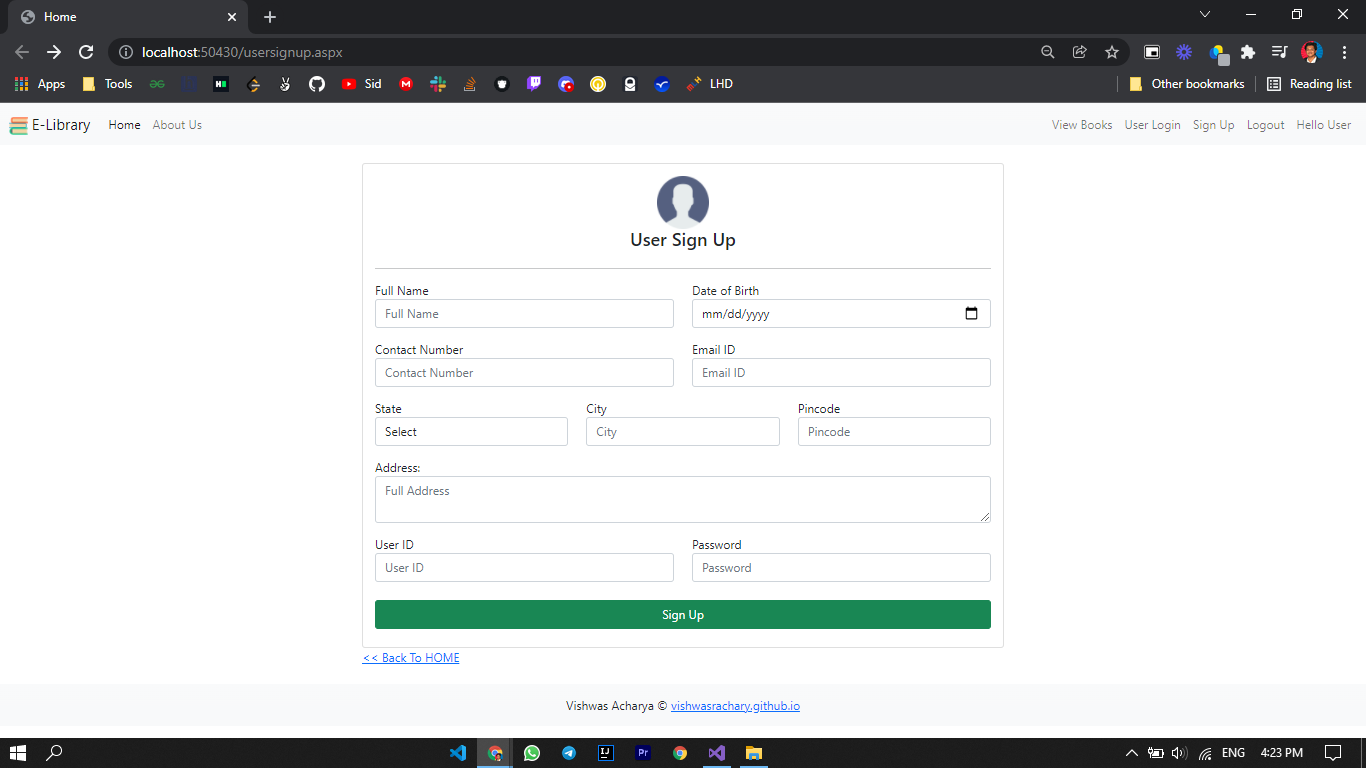 Home
localhost:50430/usersignup.aspx
Apps Tools Sid LHD Other bookmarks Reading list
E-Library Home About Us View Books User Login Sign Up Logout Hello User
User Sign Up
Full Name Date of Birth
Full Name mm/dd/yyyy
Contact Number Email ID
Contact Number Email ID
State City Pincode
Select City Pincode
Address:
Full Address
User ID Password
User ID Password
Sign Up
<< Back To HOME
Vishwas Acharya © vishwasrachary.github.io
ENG 4:23 PM